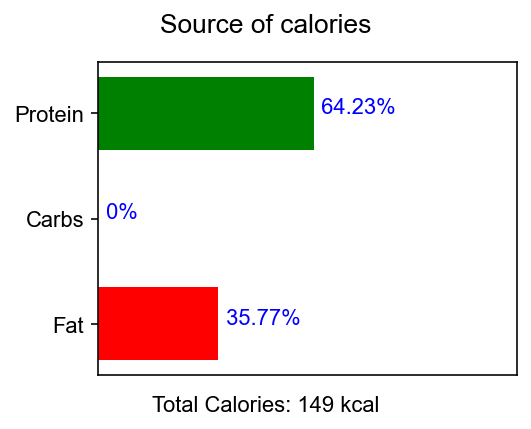 Source of calories
Protein
64.23%
Carbs
0%
Fat
35.77%
Total Calories: 149 kcal